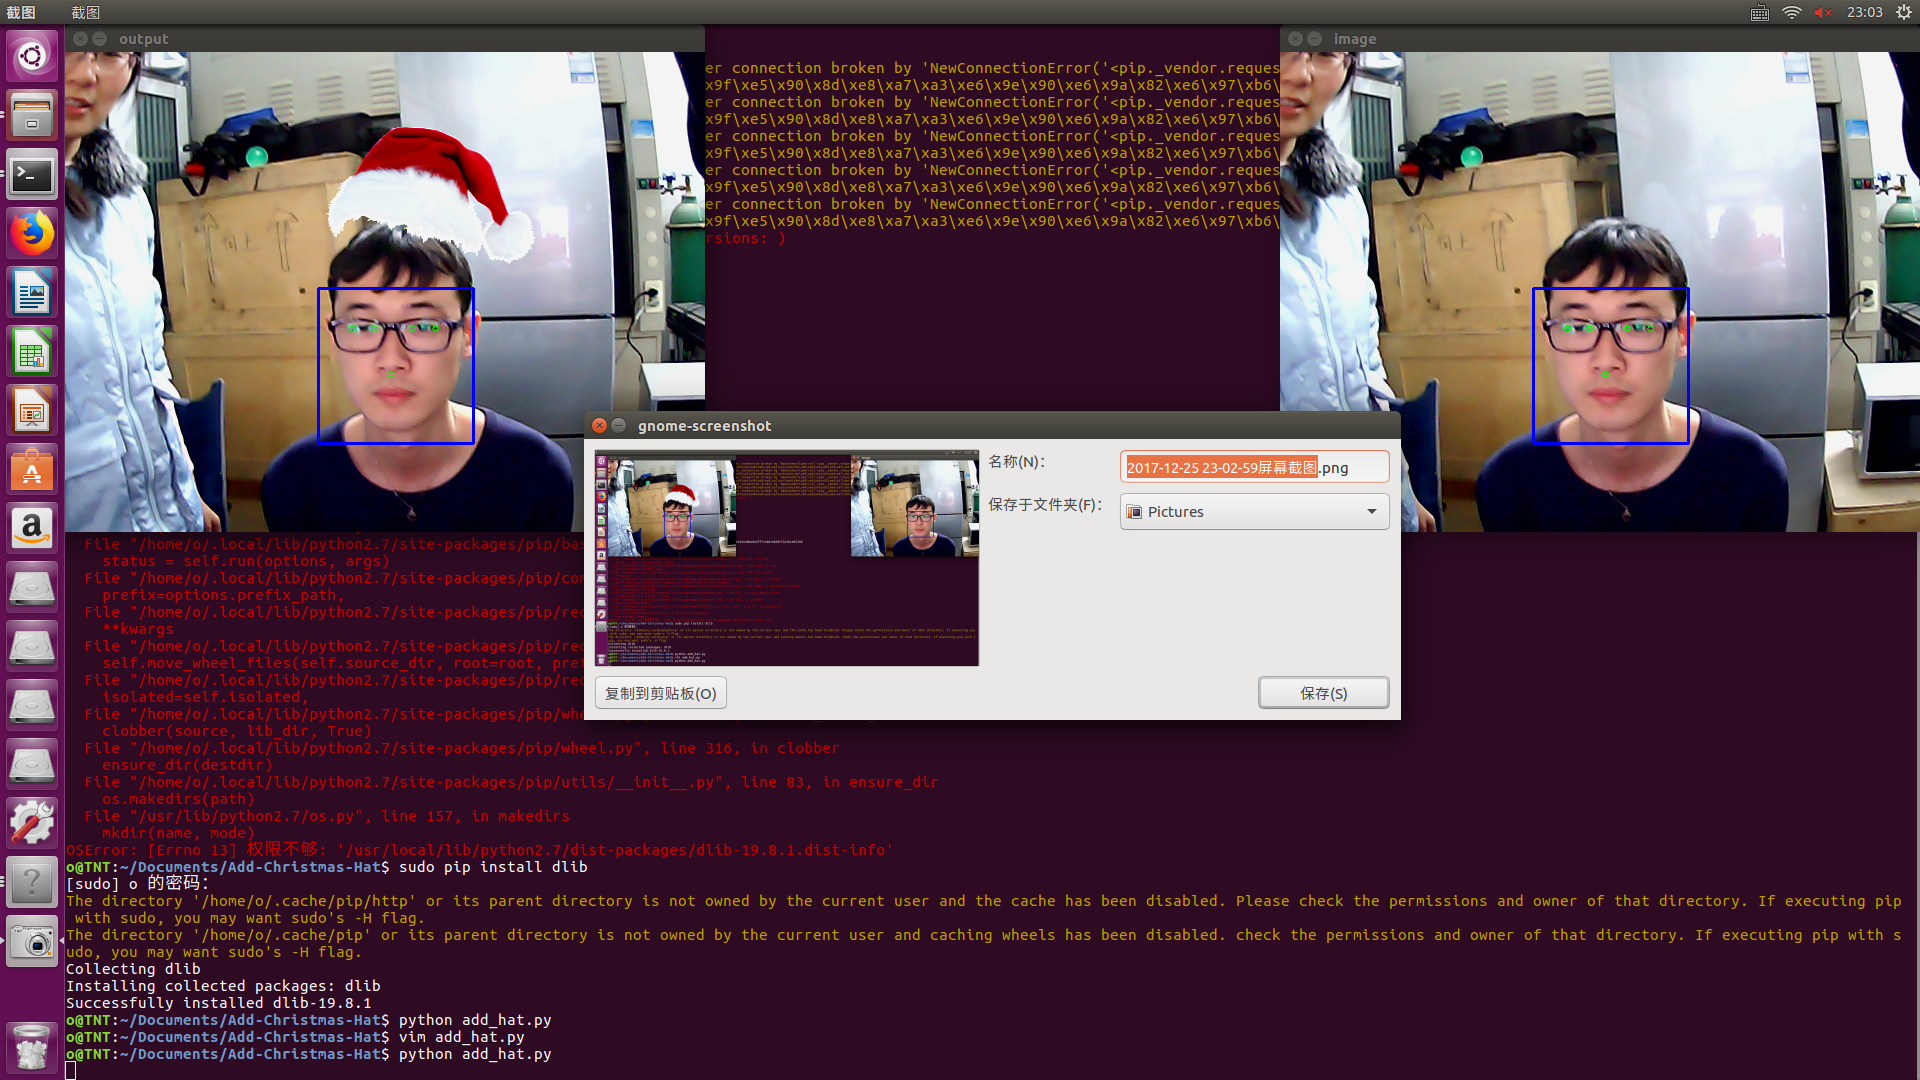 截图 截图 23:03
output
image
er connection broken by 'NewConnectionError('<pip._vendor.reques
x9f\xe5\x90\x8d\xe8\xa7\xa3\xe6\x9e\x90\xe6\x9a\x82\xe6\x97\xb6\
er connection broken by 'NewConnectionError('<pip._vendor.reques
x9f\xe5\x90\x8d\xe8\xa7\xa3\xe6\x9e\x90\xe6\x9a\x82\xe6\x97\xb6\
er connection broken by 'NewConnectionError('<pip._vendor.reques
x9f\xe5\x90\x8d\xe8\xa7\xa3\xe6\x9e\x90\xe6\x9a\x82\xe6\x97\xb6\
er connection broken by 'NewConnectionError('<pip._vendor.reques
x9f\xe5\x90\x8d\xe8\xa7\xa3\xe6\x9e\x90\xe6\x9a\x82\xe6\x97\xb6\
er connection broken by 'NewConnectionError('<pip._vendor.reques
x9f\xe5\x90\x8d\xe8\xa7\xa3\xe6\x9e\x90\xe6\x9a\x82\xe6\x97\xb6\
rsions: )
gnome-screenshot
名称(N)：
2017-12-25 23-02-59屏幕截图.png
保存于文件夹(F)：
Pictures
复制到剪贴板(O)
保存(S)
File "/home/o/.local/lib/python2.7/site-packages/pip/bas
status = self.run(options, args)
File "/home/o/.local/lib/python2.7/site-packages/pip/com
prefix=options.prefix_path,
File "/home/o/.local/lib/python2.7/site-packages/pip/req
**kwargs
File "/home/o/.local/lib/python2.7/site-packages/pip/req
self.move_wheel_files(self.source_dir, root=root, pref
File "/home/o/.local/lib/python2.7/site-packages/pip/req
isolated=self.isolated,
File "/home/o/.local/lib/python2.7/site-packages/pip/whe
clobber(source, lib_dir, True)
File "/home/o/.local/lib/python2.7/site-packages/pip/wheel.py", line 316, in clobber
ensure_dir(destdir)
File "/home/o/.local/lib/python2.7/site-packages/pip/utils/__init__.py", line 83, in ensure_dir
os.makedirs(path)
File "/usr/lib/python2.7/os.py", line 157, in makedirs
mkdir(name, mode)
OSError: [Errno 13] 权限不够: '/usr/local/lib/python2.7/dist-packages/dlib-19.8.1.dist-info'
o@TNT:~/Documents/Add-Christmas-Hat$ sudo pip install dlib
[sudo] o 的密码：
The directory '/home/o/.cache/pip/http' or its parent directory is not owned by the current user and the cache has been disabled. Please check the permissions and owner of that directory. If executing pip
with sudo, you may want sudo's -H flag.
The directory '/home/o/.cache/pip' or its parent directory is not owned by the current user and caching wheels has been disabled. check the permissions and owner of that directory. If executing pip with s
udo, you may want sudo's -H flag.
Collecting dlib
Installing collected packages: dlib
Successfully installed dlib-19.8.1
o@TNT:~/Documents/Add-Christmas-Hat$ python add_hat.py
o@TNT:~/Documents/Add-Christmas-Hat$ vim add_hat.py
o@TNT:~/Documents/Add-Christmas-Hat$ python add_hat.py